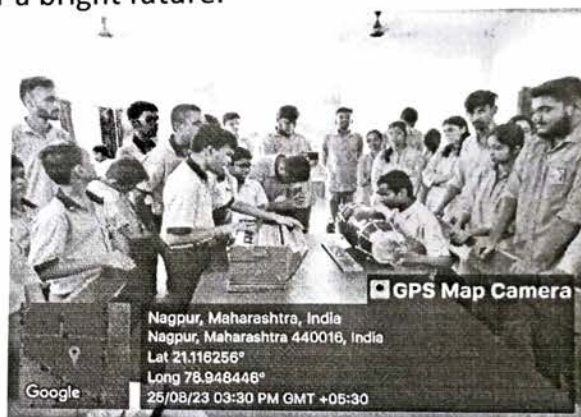 a bright future.
GPS Map Camera
Nagpur, Maharashtra, India
Nagpur, Maharashtra 440016, India
Lat 21.116256°
Long 78.948446°
25/08/23 03:30 PM GMT +05:30
Google